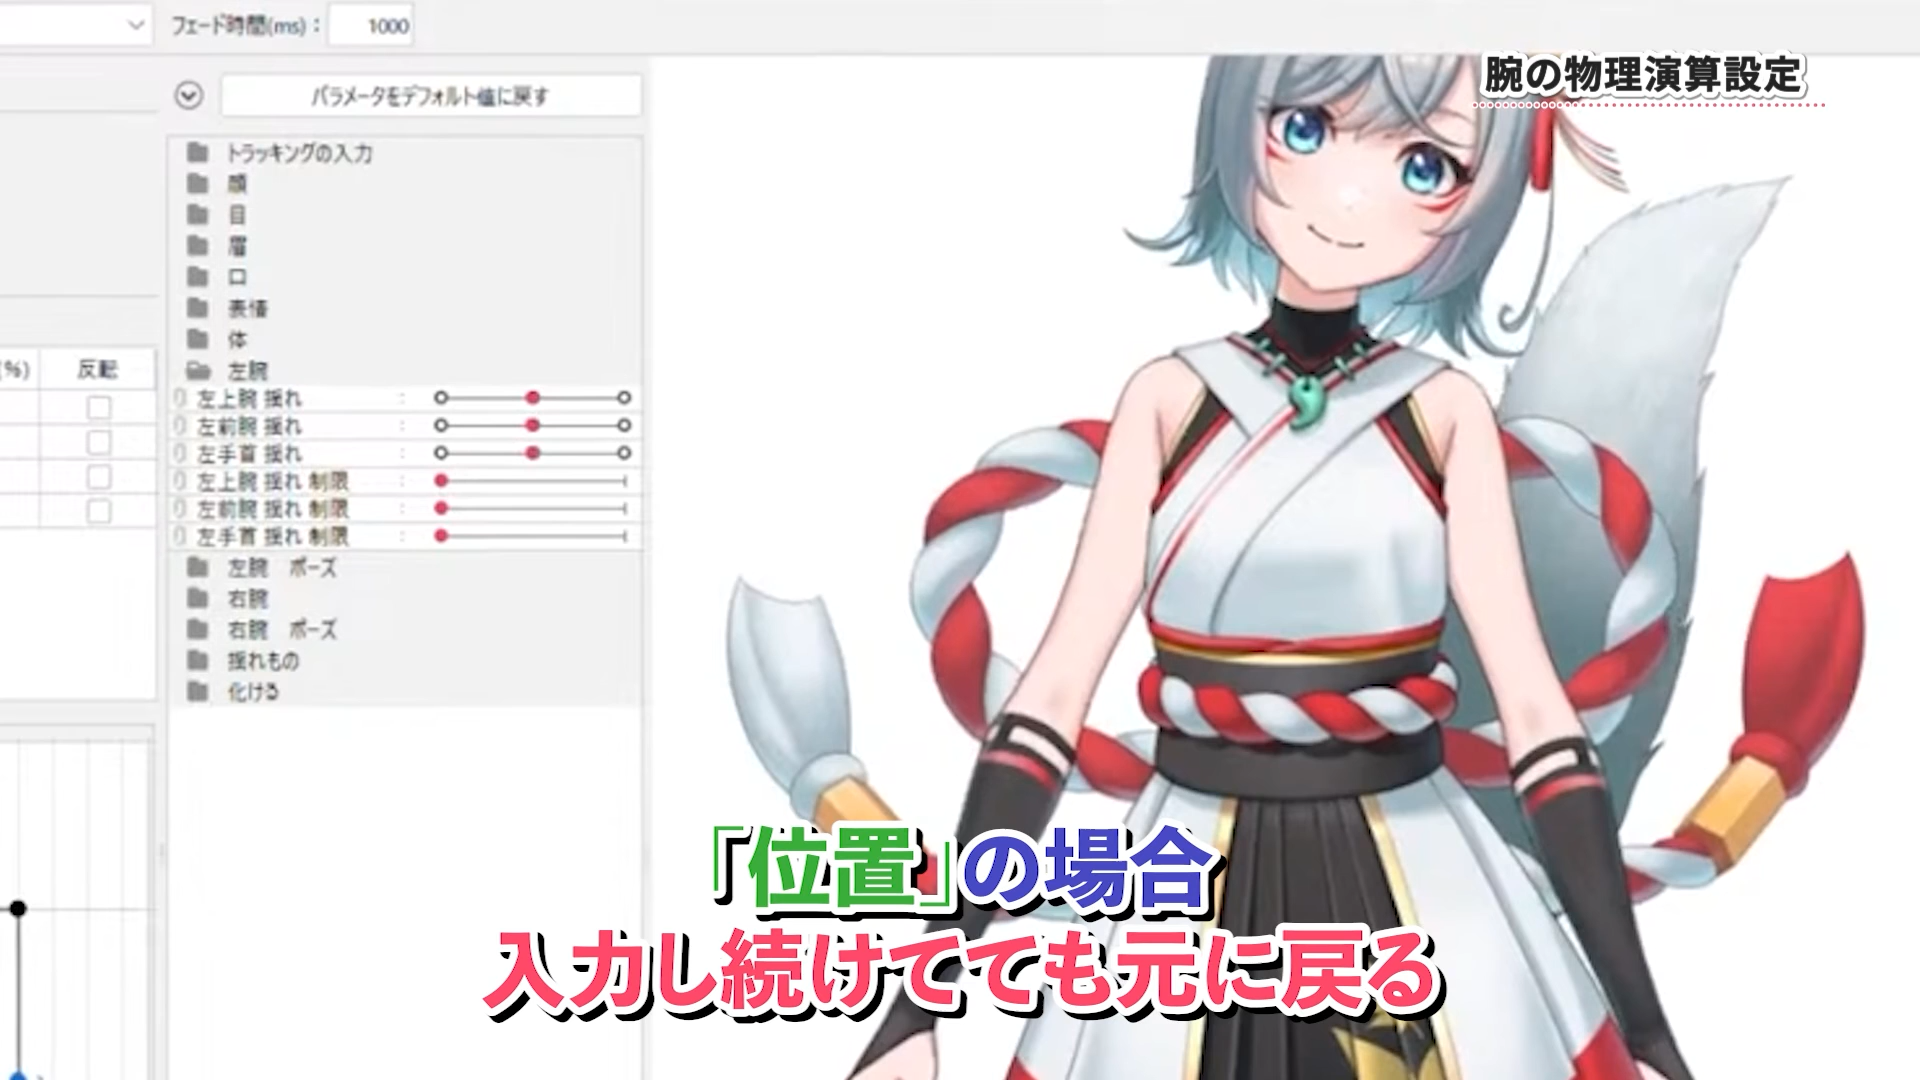 フェード時間(ms)： 1000
腕の物理演算設定
パラメータをデフォルト値に戻す
トラッキングの入力
顔
目
眉
口
表情
体
(%) 反転
左腕
左上腕 揺れ :
左前腕 揺れ :
左手首 揺れ :
左上腕 揺れ 制限 :
左前腕 揺れ 制限 :
左手首 揺れ 制限 :
左腕　ポーズ
右腕
右腕　ポーズ
揺れもの
化ける
「位置」の場合
入力し続けてても元に戻る